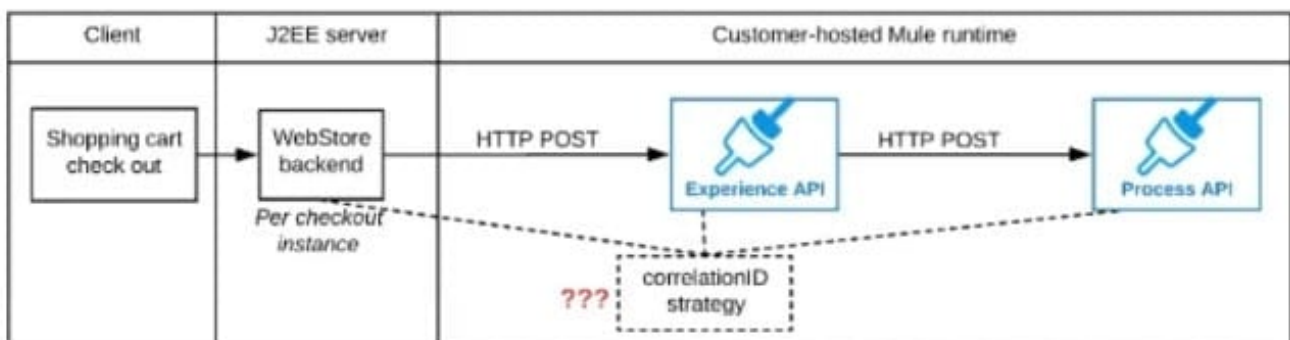 Client
J2EE server
Customer-hosted Mule runtime
Shopping cart
check out
WebStore
backend
HTTP POST
Experience API
HTTP POST
Process API
Per checkout
instance
correlationID
strategy
???